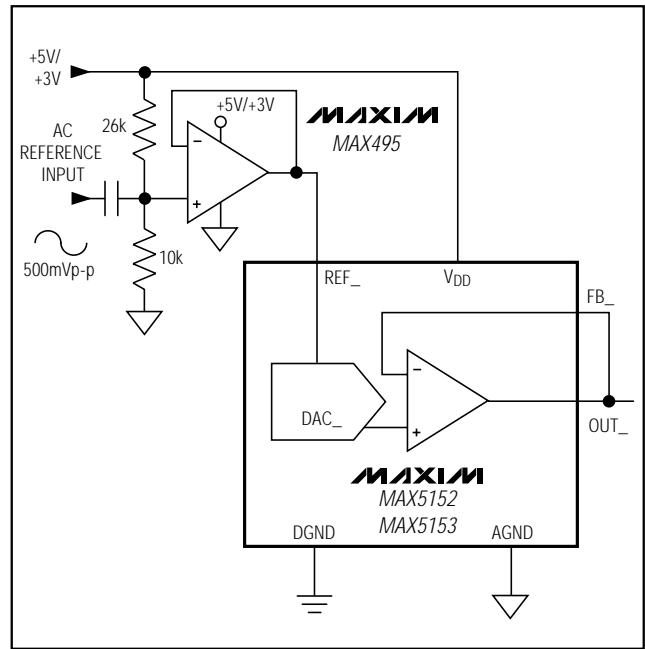 +5V/
+3V
26k
+5V/+3V
MAXIM
MAX495
AC
REFERENCE
INPUT
−
+
10k
500mVp-p
REF_
VDD
FB_
−
DAC_
+
OUT_
MAXIM
MAX5152
MAX5153
DGND
AGND